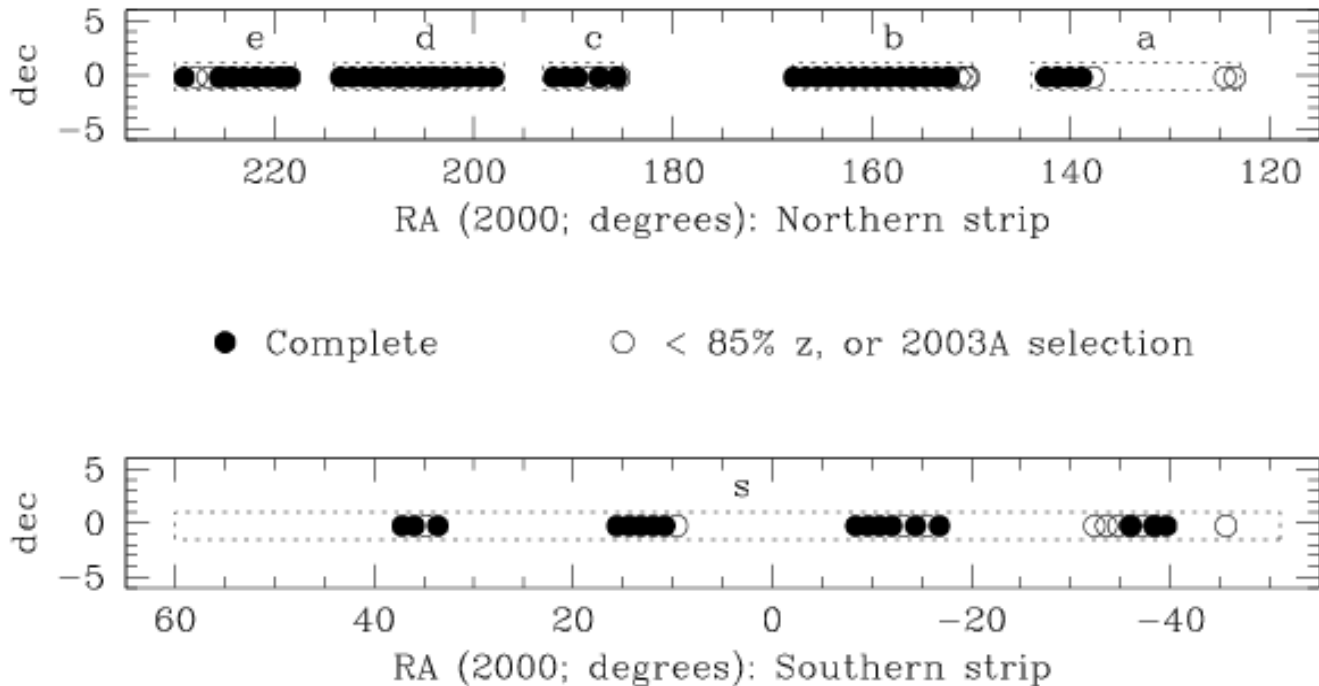 5
e d c b a
dec
0
−5
220 200 180 160 140 120
RA (2000; degrees): Northern strip
Complete < 85% z, or 2003A selection
5
s
dec
0
−5
60 40 20 0 −20 −40
RA (2000; degrees): Southern strip